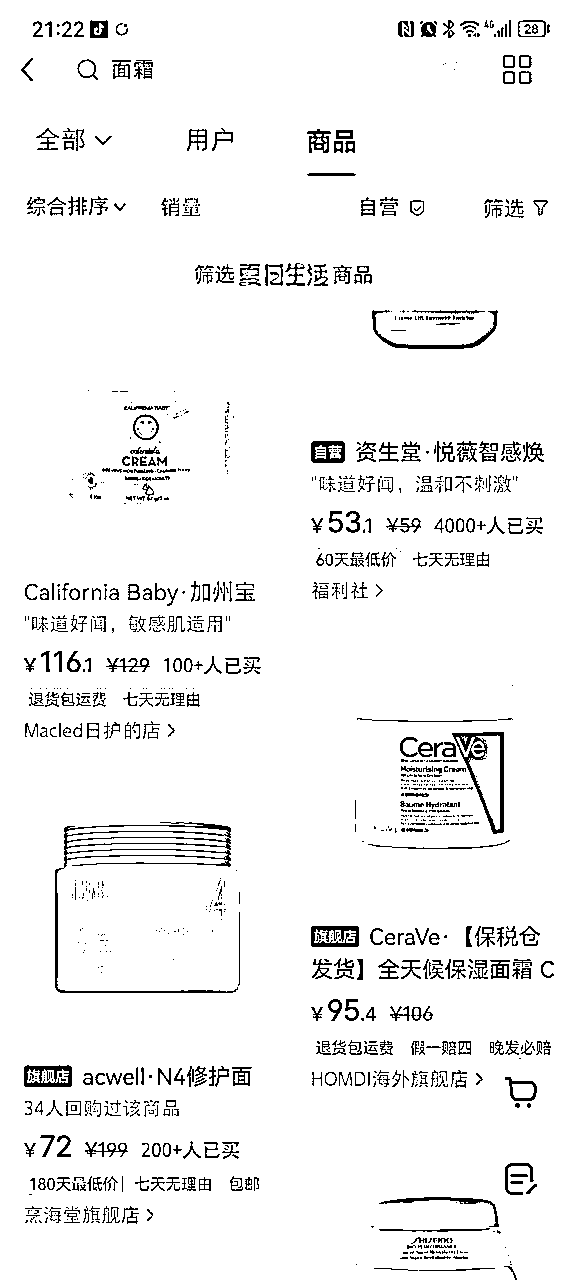 21:22
4G
28
面霜
全部
用户
商品
综合排序
销量
自营
筛选
筛选夏日生活商品
CALIFORNIA BABY
calendula
CREAM
California Baby·加州宝
"味道好闻，敏感肌适用"
¥116.1 ¥129 100+人已买
退货包运费 七天无理由
Macled日护的店 >
4
旗舰店 acwell·N4修护面
34人回购过该商品
¥72 ¥199 200+人已买
180天最低价 七天无理由 包邮
烹海堂旗舰店 >
自营 资生堂·悦薇智感焕
"味道好闻，温和不刺激"
¥53.1 ¥59 4000+人已买
60天最低价 七天无理由
福利社 >
CeraVe
Moisturising Cream
Baume Hydratant
旗舰店 CeraVe·【保税仓
发货】全天候保湿面霜 C
¥95.4 ¥106
退货包运费 假一赔四 晚发必赔
HOMDI海外旗舰店 >
SHISEIDO